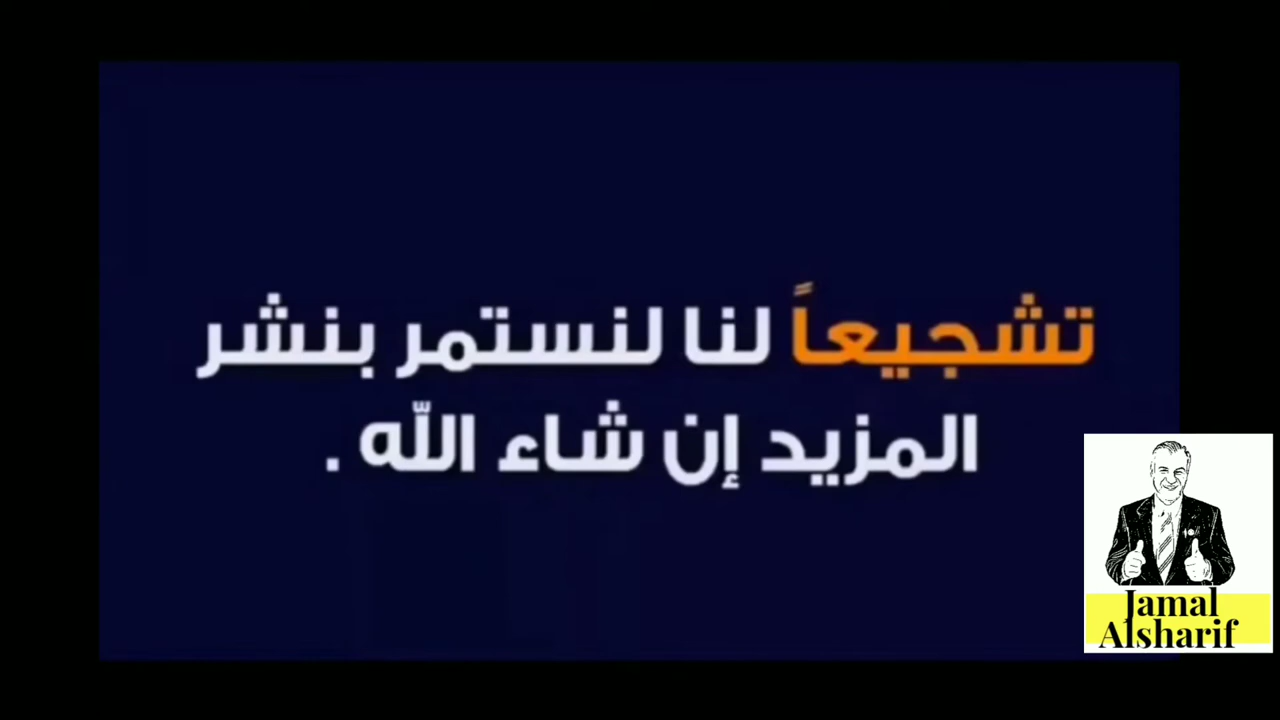 تشجيعاً لنا لنستمر بنشر
المزيد إن شاء الله .
Jamal
Alsharif